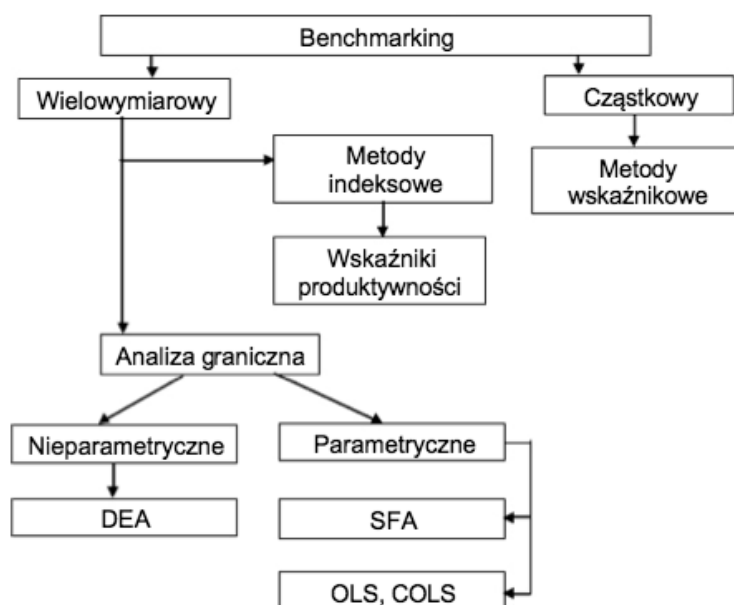 Benchmarking
Wielowymiarowy
Cząstkowy
Metody
indeksowe
Metody
wskaźnikowe
Wskaźniki
produktywności
Analiza graniczna
Nieparametryczne
Parametryczne
DEA
SFA
OLS, COLS